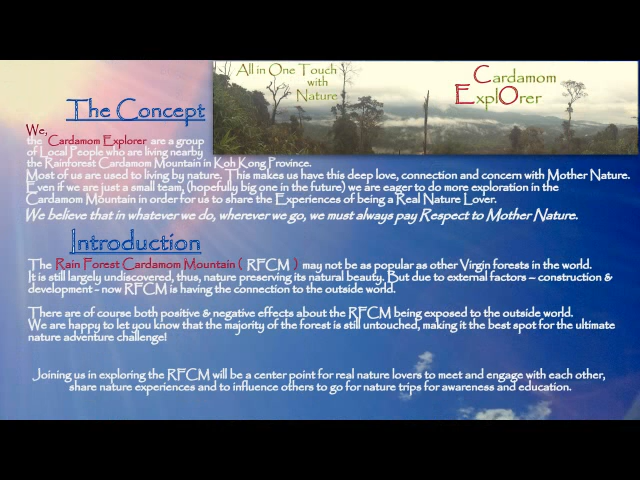 All in One Touch
with
Nature
Cardamom
ExplOrer
The Concept
We,
the Cardamom Explorer are a group
of Local People who are living nearby
the Rainforest Cardamom Mountain in Koh Kong Province.
Most of us are used to living by nature. This makes us have this deep love, connection and concern with Mother Nature.
Even if we are just a small team, (hopefully big one in the future) we are eager to do more exploration in the
Cardamom Mountain in order for us to share the Experiences of being a Real Nature Lover.
We believe that in whatever we do, wherever we go, we must always pay Respect to Mother Nature.
Introduction
The Rain Forest Cardamom Mountain ( RFCM ) may not be as popular as other Virgin forests in the world.
It is still largely undiscovered, thus, nature preserving its natural beauty. But due to external factors – construction &
development - now RFCM is having the connection to the outside world.
There are of course both positive & negative effects about the RFCM being exposed to the outside world.
We are happy to let you know that the majority of the forest is still untouched, making it the best spot for the ultimate
nature adventure challenge!
Joining us in exploring the RFCM will be a center point for real nature lovers to meet and engage with each other,
share nature experiences and to influence others to go for nature trips for awareness and education.